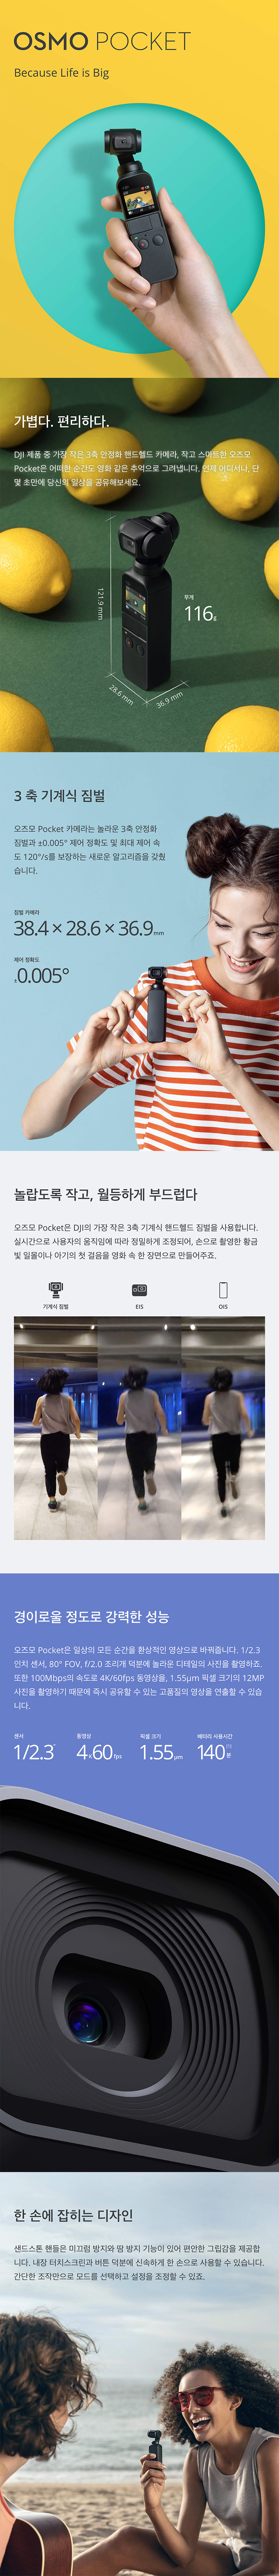 OSMO POCKET
Because Life is Big
가볍다. 편리하다.
DJI 제품 중 가장 작은 3축 안정화 핸드헬드 카메라, 작고 스마트한 오즈모
Pocket은 어떠한 순간도 영화 같은 추억으로 그려냅니다. 언제 어디서나, 단
몇 초만에 당신의 일상을 공유해보세요.
무게
116g
121.9 mm
28.6 mm
36.9 mm
3 축 기계식 짐벌
오즈모 Pocket 카메라는 놀라운 3축 안정화
짐벌과 ±0.005° 제어 정확도 및 최대 제어 속
도 120°/s를 보장하는 새로운 알고리즘을 갖췄
습니다.
짐벌 카메라
38.4 × 28.6 × 36.9 mm
제어 정확도
±0.005°
놀랍도록 작고, 월등하게 부드럽다
오즈모 Pocket은 DJI의 가장 작은 3축 기계식 핸드헬드 짐벌을 사용합니다.
실시간으로 사용자의 움직임에 따라 정밀하게 조정되어, 손으로 촬영한 황금
빛 일몰이나 아기의 첫 걸음을 영화 속 한 장면으로 만들어주죠.
기계식 짐벌 EIS OIS
경이로울 정도로 강력한 성능
오즈모 Pocket은 일상의 모든 순간을 환상적인 영상으로 바꿔줍니다. 1/2.3
인치 센서, 80° FOV, f/2.0 조리개 덕분에 놀라운 디테일의 사진을 촬영하죠.
또한 100Mbps의 속도로 4K/60fps 동영상을, 1.55μm 픽셀 크기의 12MP
사진을 촬영하기 때문에 즉시 공유할 수 있는 고품질의 영상을 연출할 수 있습
니다.
센서 동영상 픽셀 크기 배터리 사용시간
1/2.3" 4K60 fps 1.55 μm 140 [1] 분
한 손에 잡히는 디자인
샌드스톤 핸들은 미끄럼 방지와 땀 방지 기능이 있어 편안한 그립감을 제공합
니다. 내장 터치스크린과 버튼 덕분에 신속하게 한 손으로 사용할 수 있습니다.
간단한 조작만으로 모드를 선택하고 설정을 조정할 수 있죠.